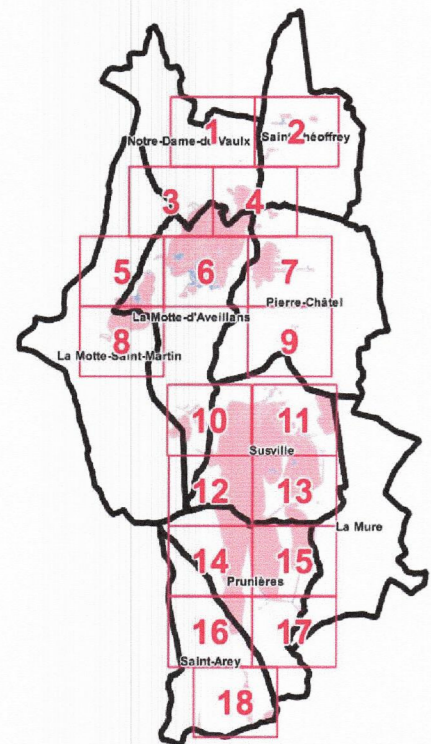 1
2
Notre-Dame-du-Vaulx
Saint-Théoffrey
3
4
5
6
7
Pierre-Châtel
La Motte-d'Aveillans
8
9
La Motte-Saint-Martin
10
11
Susville
12
13
La Mure
14
15
Prunières
16
17
Saint-Arey
18